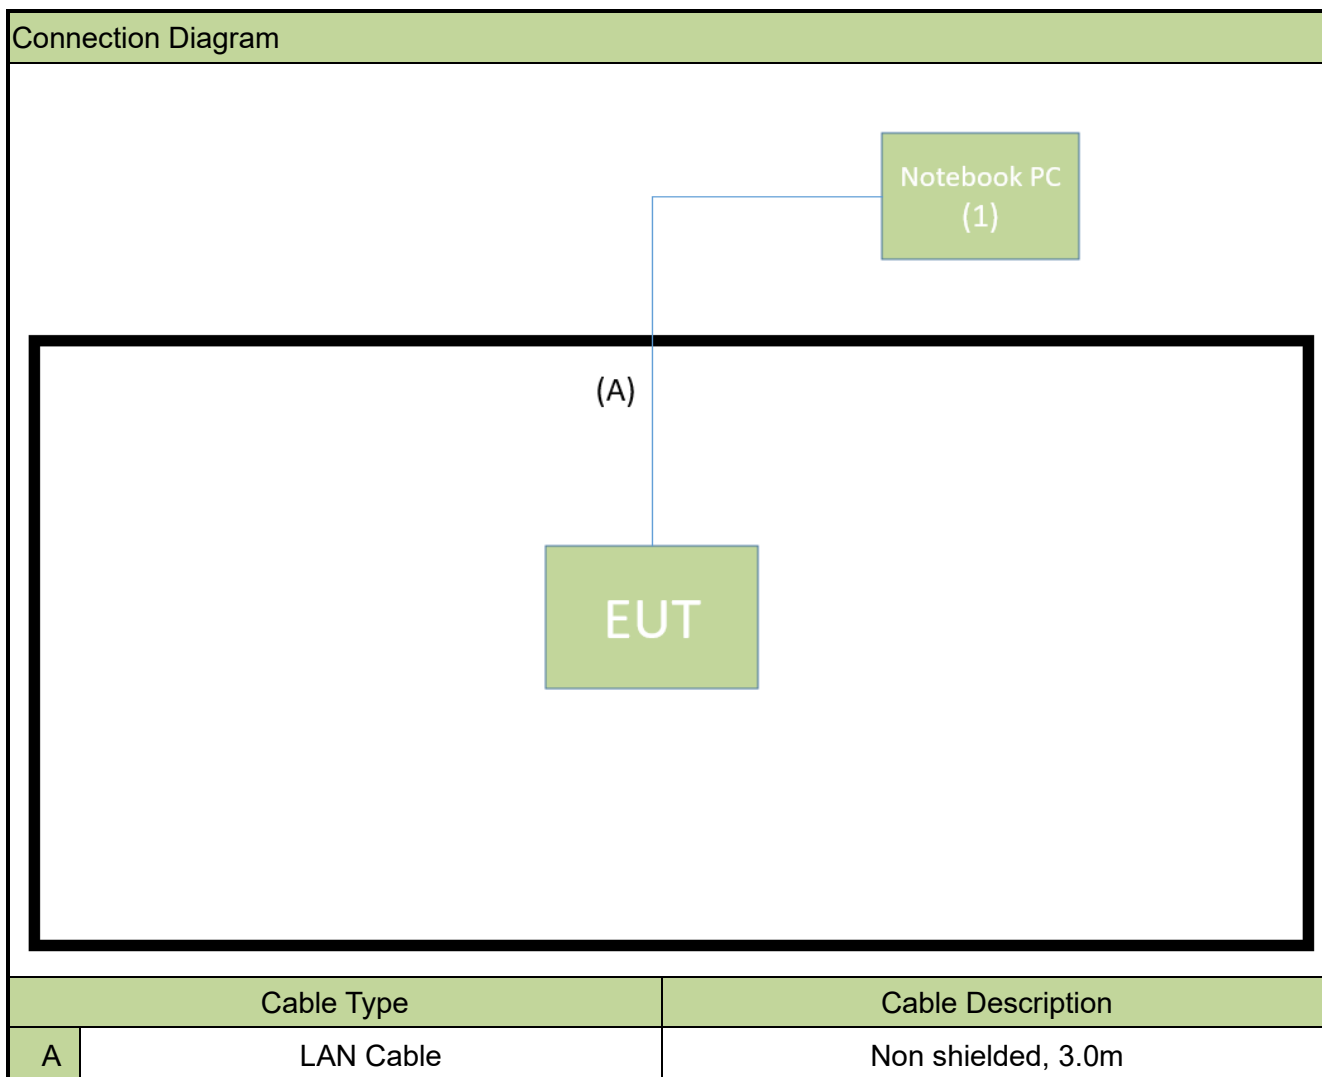 Connection Diagram
Notebook PC
(1)
(A)
EUT
Cable Type Cable Description
A LAN Cable Non shielded, 3.0m